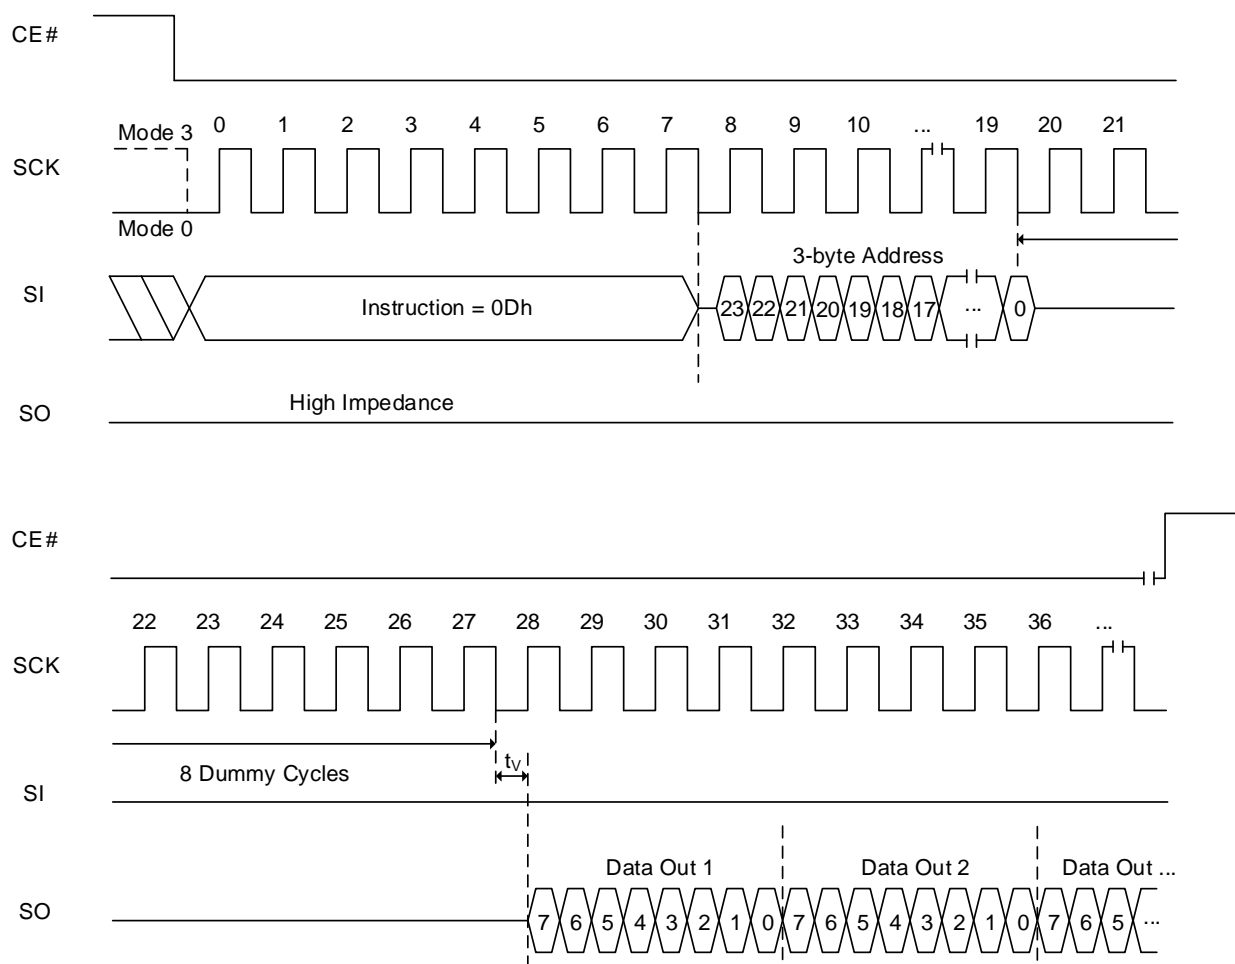 CE#
Mode 3 0 1 2 3 4 5 6 7 8 9 10 ... 19 20 21
SCK
Mode 0
3-byte Address
SI Instruction = 0Dh 23 22 21 20 19 18 17 ... 0
SO High Impedance
CE#
22 23 24 25 26 27 28 29 30 31 32 33 34 35 36 ...
SCK
8 Dummy Cycles tV
SI
Data Out 1 Data Out 2 Data Out ...
SO 7 6 5 4 3 2 1 0 7 6 5 4 3 2 1 0 7 6 5 ...